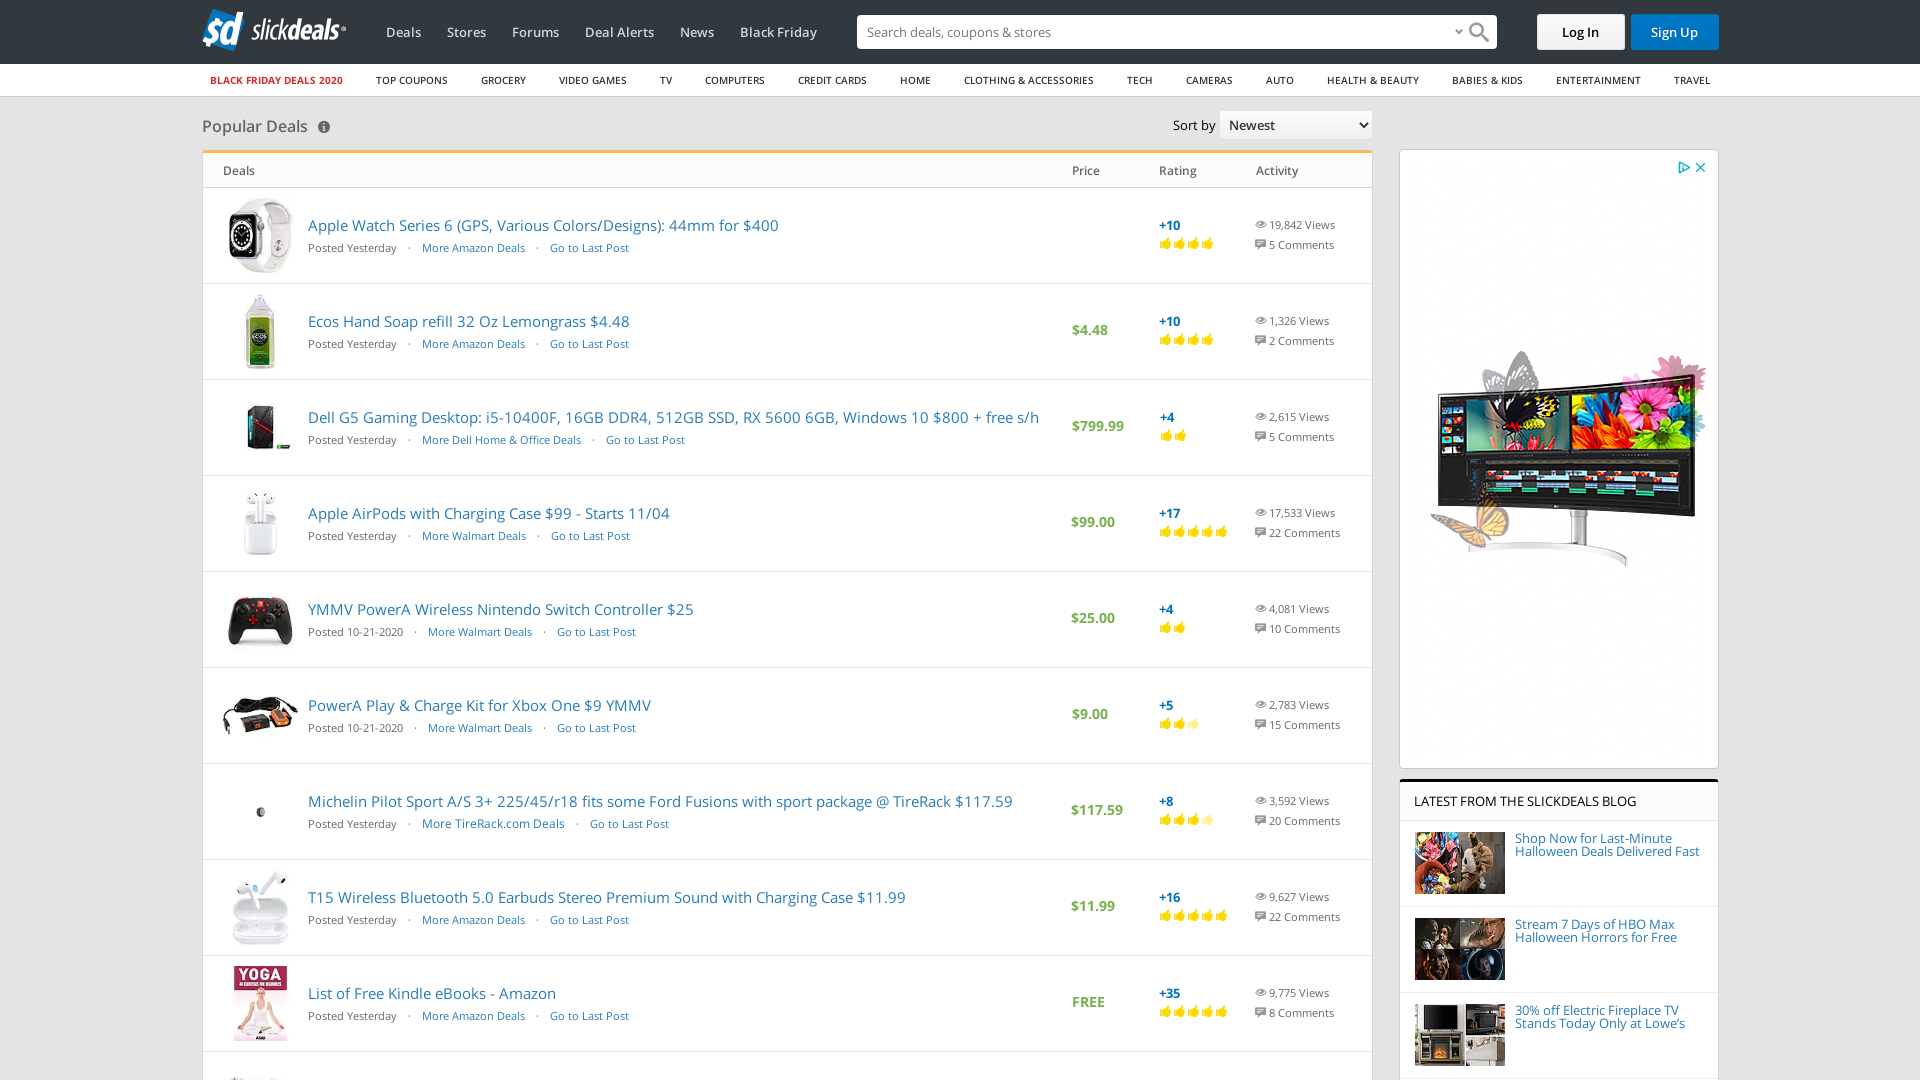 slickdeals
Deals Stores Forums Deal Alerts News Black Friday
Search deals, coupons & stores
Log In Sign Up
BLACK FRIDAY DEALS 2020 TOP COUPONS GROCERY VIDEO GAMES TV COMPUTERS CREDIT CARDS HOME CLOTHING & ACCESSORIES TECH CAMERAS AUTO HEALTH & BEAUTY BABIES & KIDS ENTERTAINMENT TRAVEL
Popular Deals
Sort by Newest
Deals Price Rating Activity
Apple Watch Series 6 (GPS, Various Colors/Designs): 44mm for $400
Posted Yesterday · More Amazon Deals · Go to Last Post
+10
19,842 Views
5 Comments
Ecos Hand Soap refill 32 Oz Lemongrass $4.48
Posted Yesterday · More Amazon Deals · Go to Last Post
$4.48
+10
1,326 Views
2 Comments
Dell G5 Gaming Desktop: i5-10400F, 16GB DDR4, 512GB SSD, RX 5600 6GB, Windows 10 $800 + free s/h
Posted Yesterday · More Dell Home & Office Deals · Go to Last Post
$799.99
+4
2,615 Views
5 Comments
Apple AirPods with Charging Case $99 - Starts 11/04
Posted Yesterday · More Walmart Deals · Go to Last Post
$99.00
+17
17,533 Views
22 Comments
YMMV PowerA Wireless Nintendo Switch Controller $25
Posted 10-21-2020 · More Walmart Deals · Go to Last Post
$25.00
+4
4,081 Views
10 Comments
PowerA Play & Charge Kit for Xbox One $9 YMMV
Posted 10-21-2020 · More Walmart Deals · Go to Last Post
$9.00
+5
2,783 Views
15 Comments
Michelin Pilot Sport A/S 3+ 225/45/r18 fits some Ford Fusions with sport package @ TireRack $117.59
Posted Yesterday · More TireRack.com Deals · Go to Last Post
$117.59
+8
3,592 Views
20 Comments
T15 Wireless Bluetooth 5.0 Earbuds Stereo Premium Sound with Charging Case $11.99
Posted Yesterday · More Amazon Deals · Go to Last Post
$11.99
+16
9,627 Views
22 Comments
YOGA
List of Free Kindle eBooks - Amazon
Posted Yesterday · More Amazon Deals · Go to Last Post
FREE
+35
9,775 Views
8 Comments
LATEST FROM THE SLICKDEALS BLOG
Shop Now for Last-Minute
Halloween Deals Delivered Fast
Stream 7 Days of HBO Max
Halloween Horrors for Free
30% off Electric Fireplace TV
Stands Today Only at Lowe's